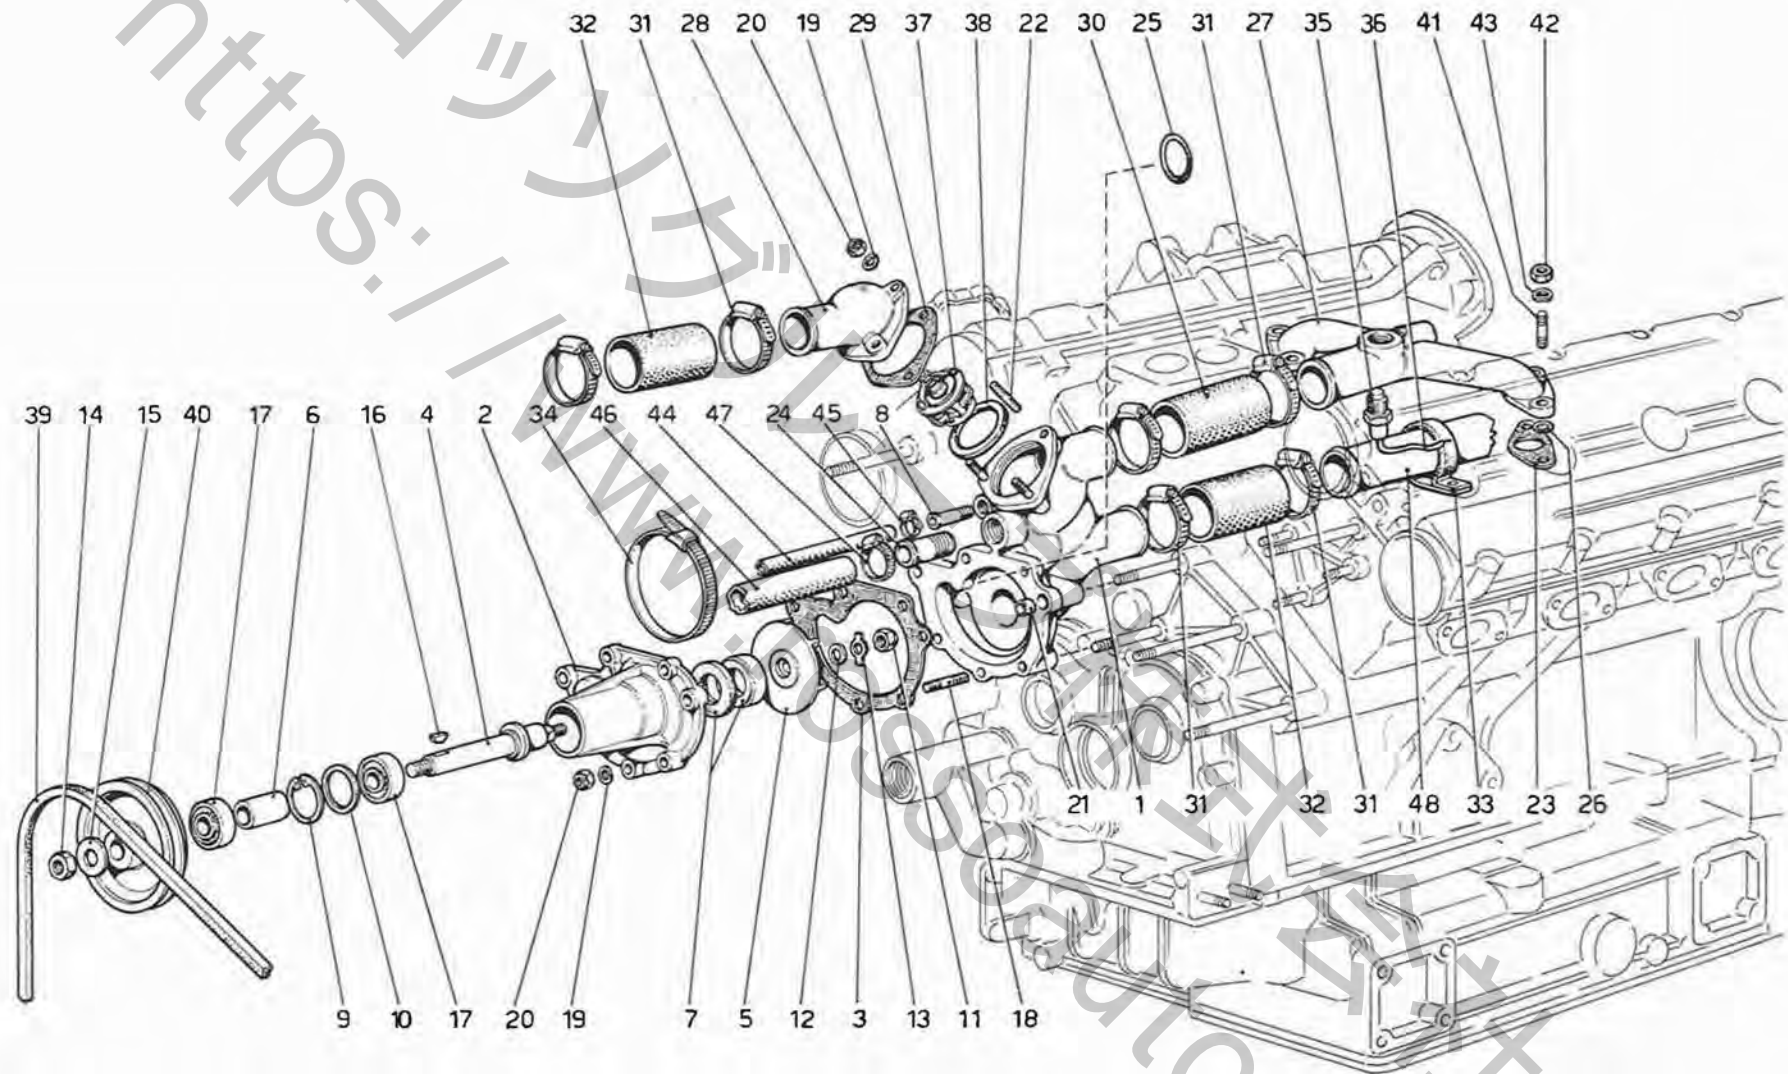 32 31 28 20 19 29 37 38 22 30 25 31 27 35 36 41 43 42
39 14 15 40 17 6 16 4 2 34 46 44 47 24 45 8
21 1 31 32 31 48 33 23 26
9 10 17 20 19 7 5 12 3 13 11 18
https://www.rossoauto